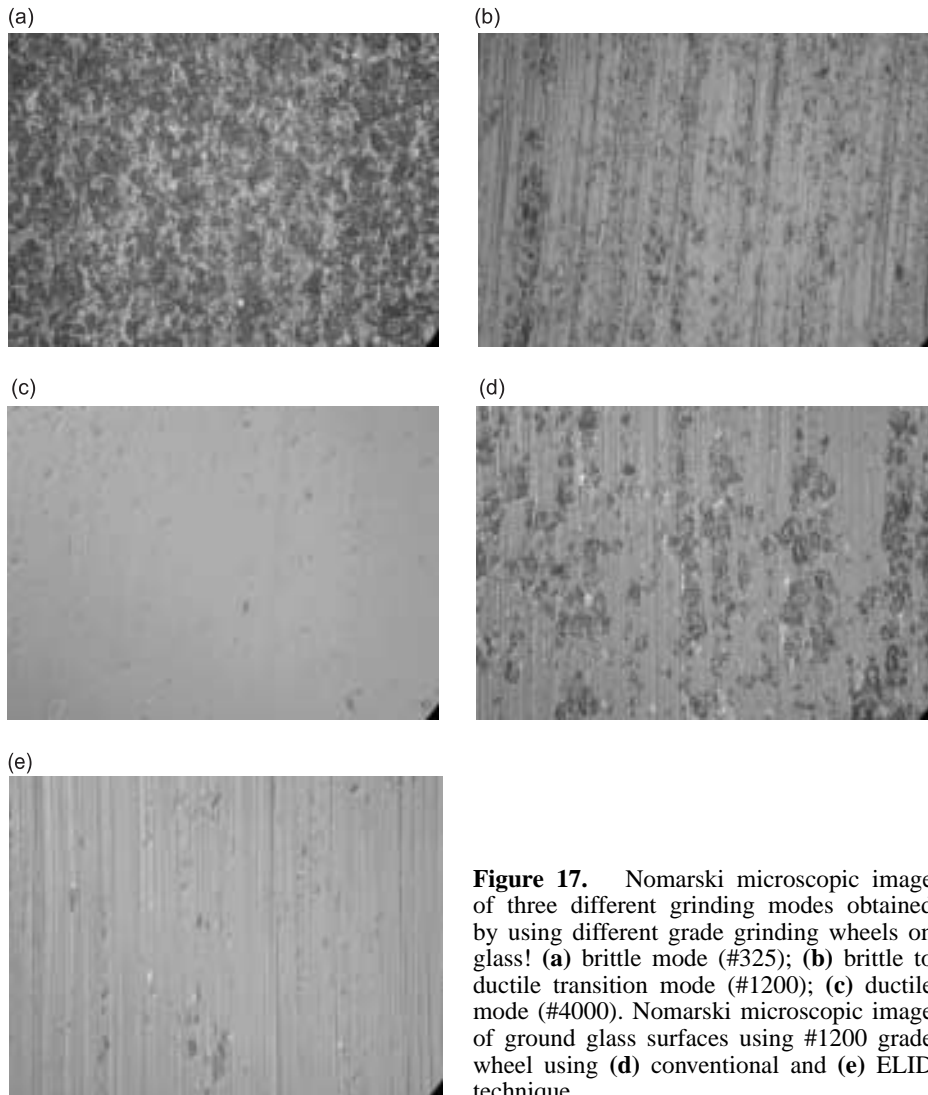 (a)
(b)
(c)
(d)
(e)
Figure 17. Nomarski microscopic image
of three different grinding modes obtained
by using different grade grinding wheels on
glass! (a) brittle mode (#325); (b) brittle to
ductile transition mode (#1200); (c) ductile
mode (#4000). Nomarski microscopic image
of ground glass surfaces using #1200 grade
wheel using (d) conventional and (e) ELID
technique